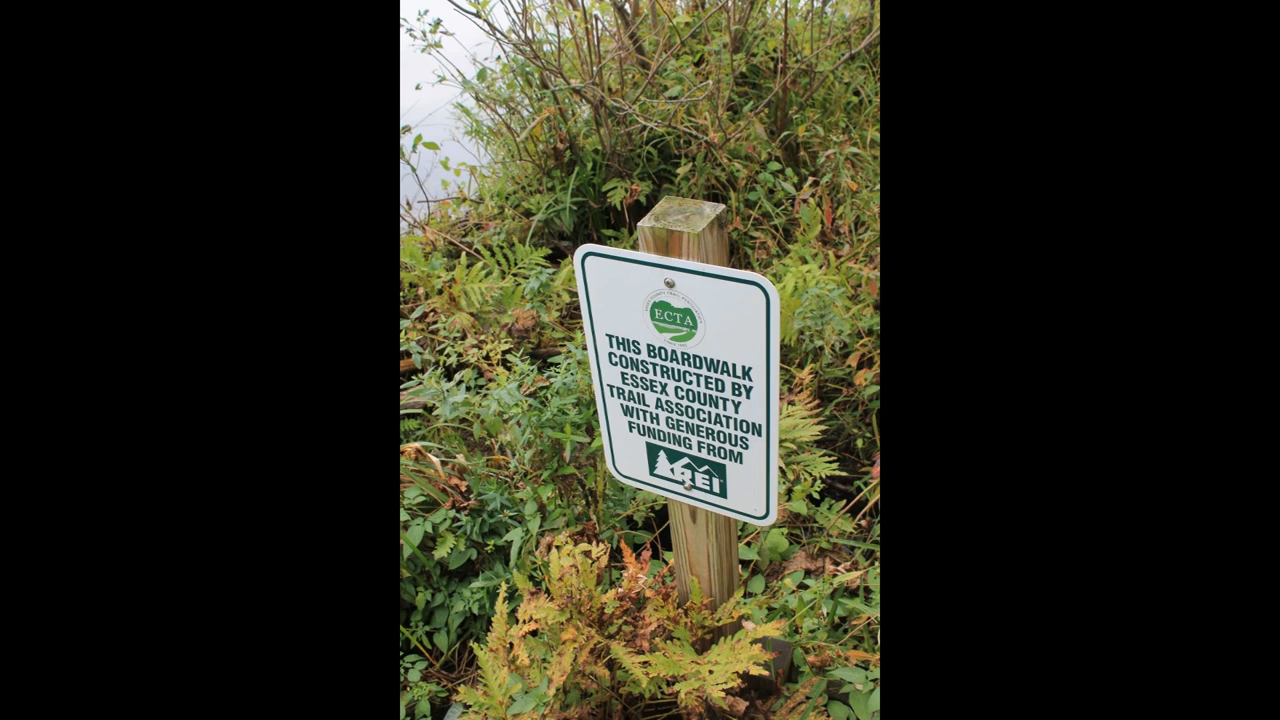 ECTA
THIS BOARDWALK
CONSTRUCTED BY
ESSEX COUNTY
TRAIL ASSOCIATION
WITH GENEROUS
FUNDING FROM
REI